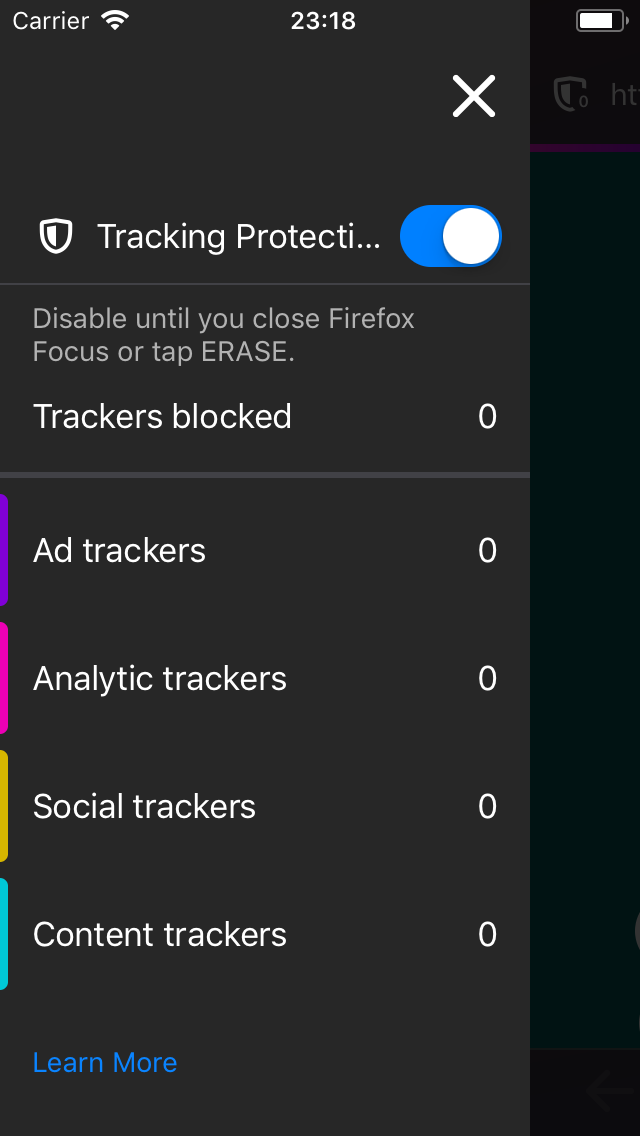 Carrier 23:18
0 ht
Tracking Protecti...
Disable until you close Firefox
Focus or tap ERASE.
Trackers blocked 0
Ad trackers 0
Analytic trackers 0
Social trackers 0
Content trackers 0
Learn More